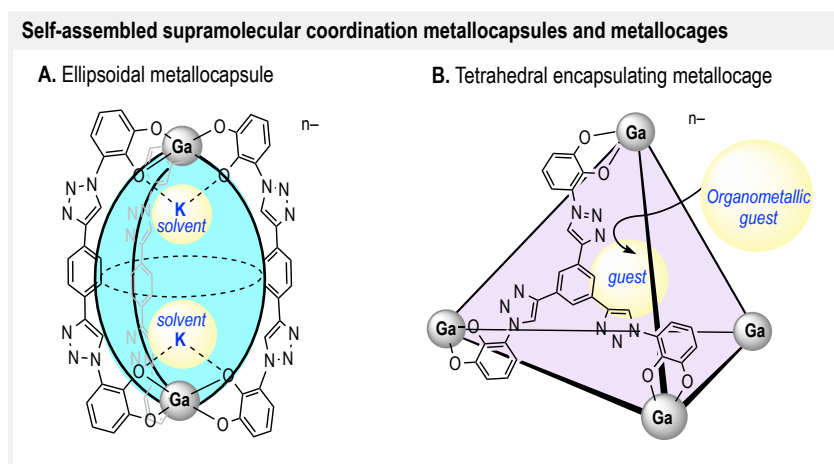 Self-assembled supramolecular coordination metallocapsules and metallocages
A. Ellipsoidal metallocapsule
B. Tetrahedral encapsulating metallocage
n–
n–
O
O
Ga
O
O
N
N
N
N
N
N
K
solvent
N
N
N
N
N
N
solvent
K
O
O
Ga
O
O
O
Ga
O
N
N
N
N
N
N
N
N
N
Organometallic
guest
guest
Ga
O
O
Ga
O
O
Ga